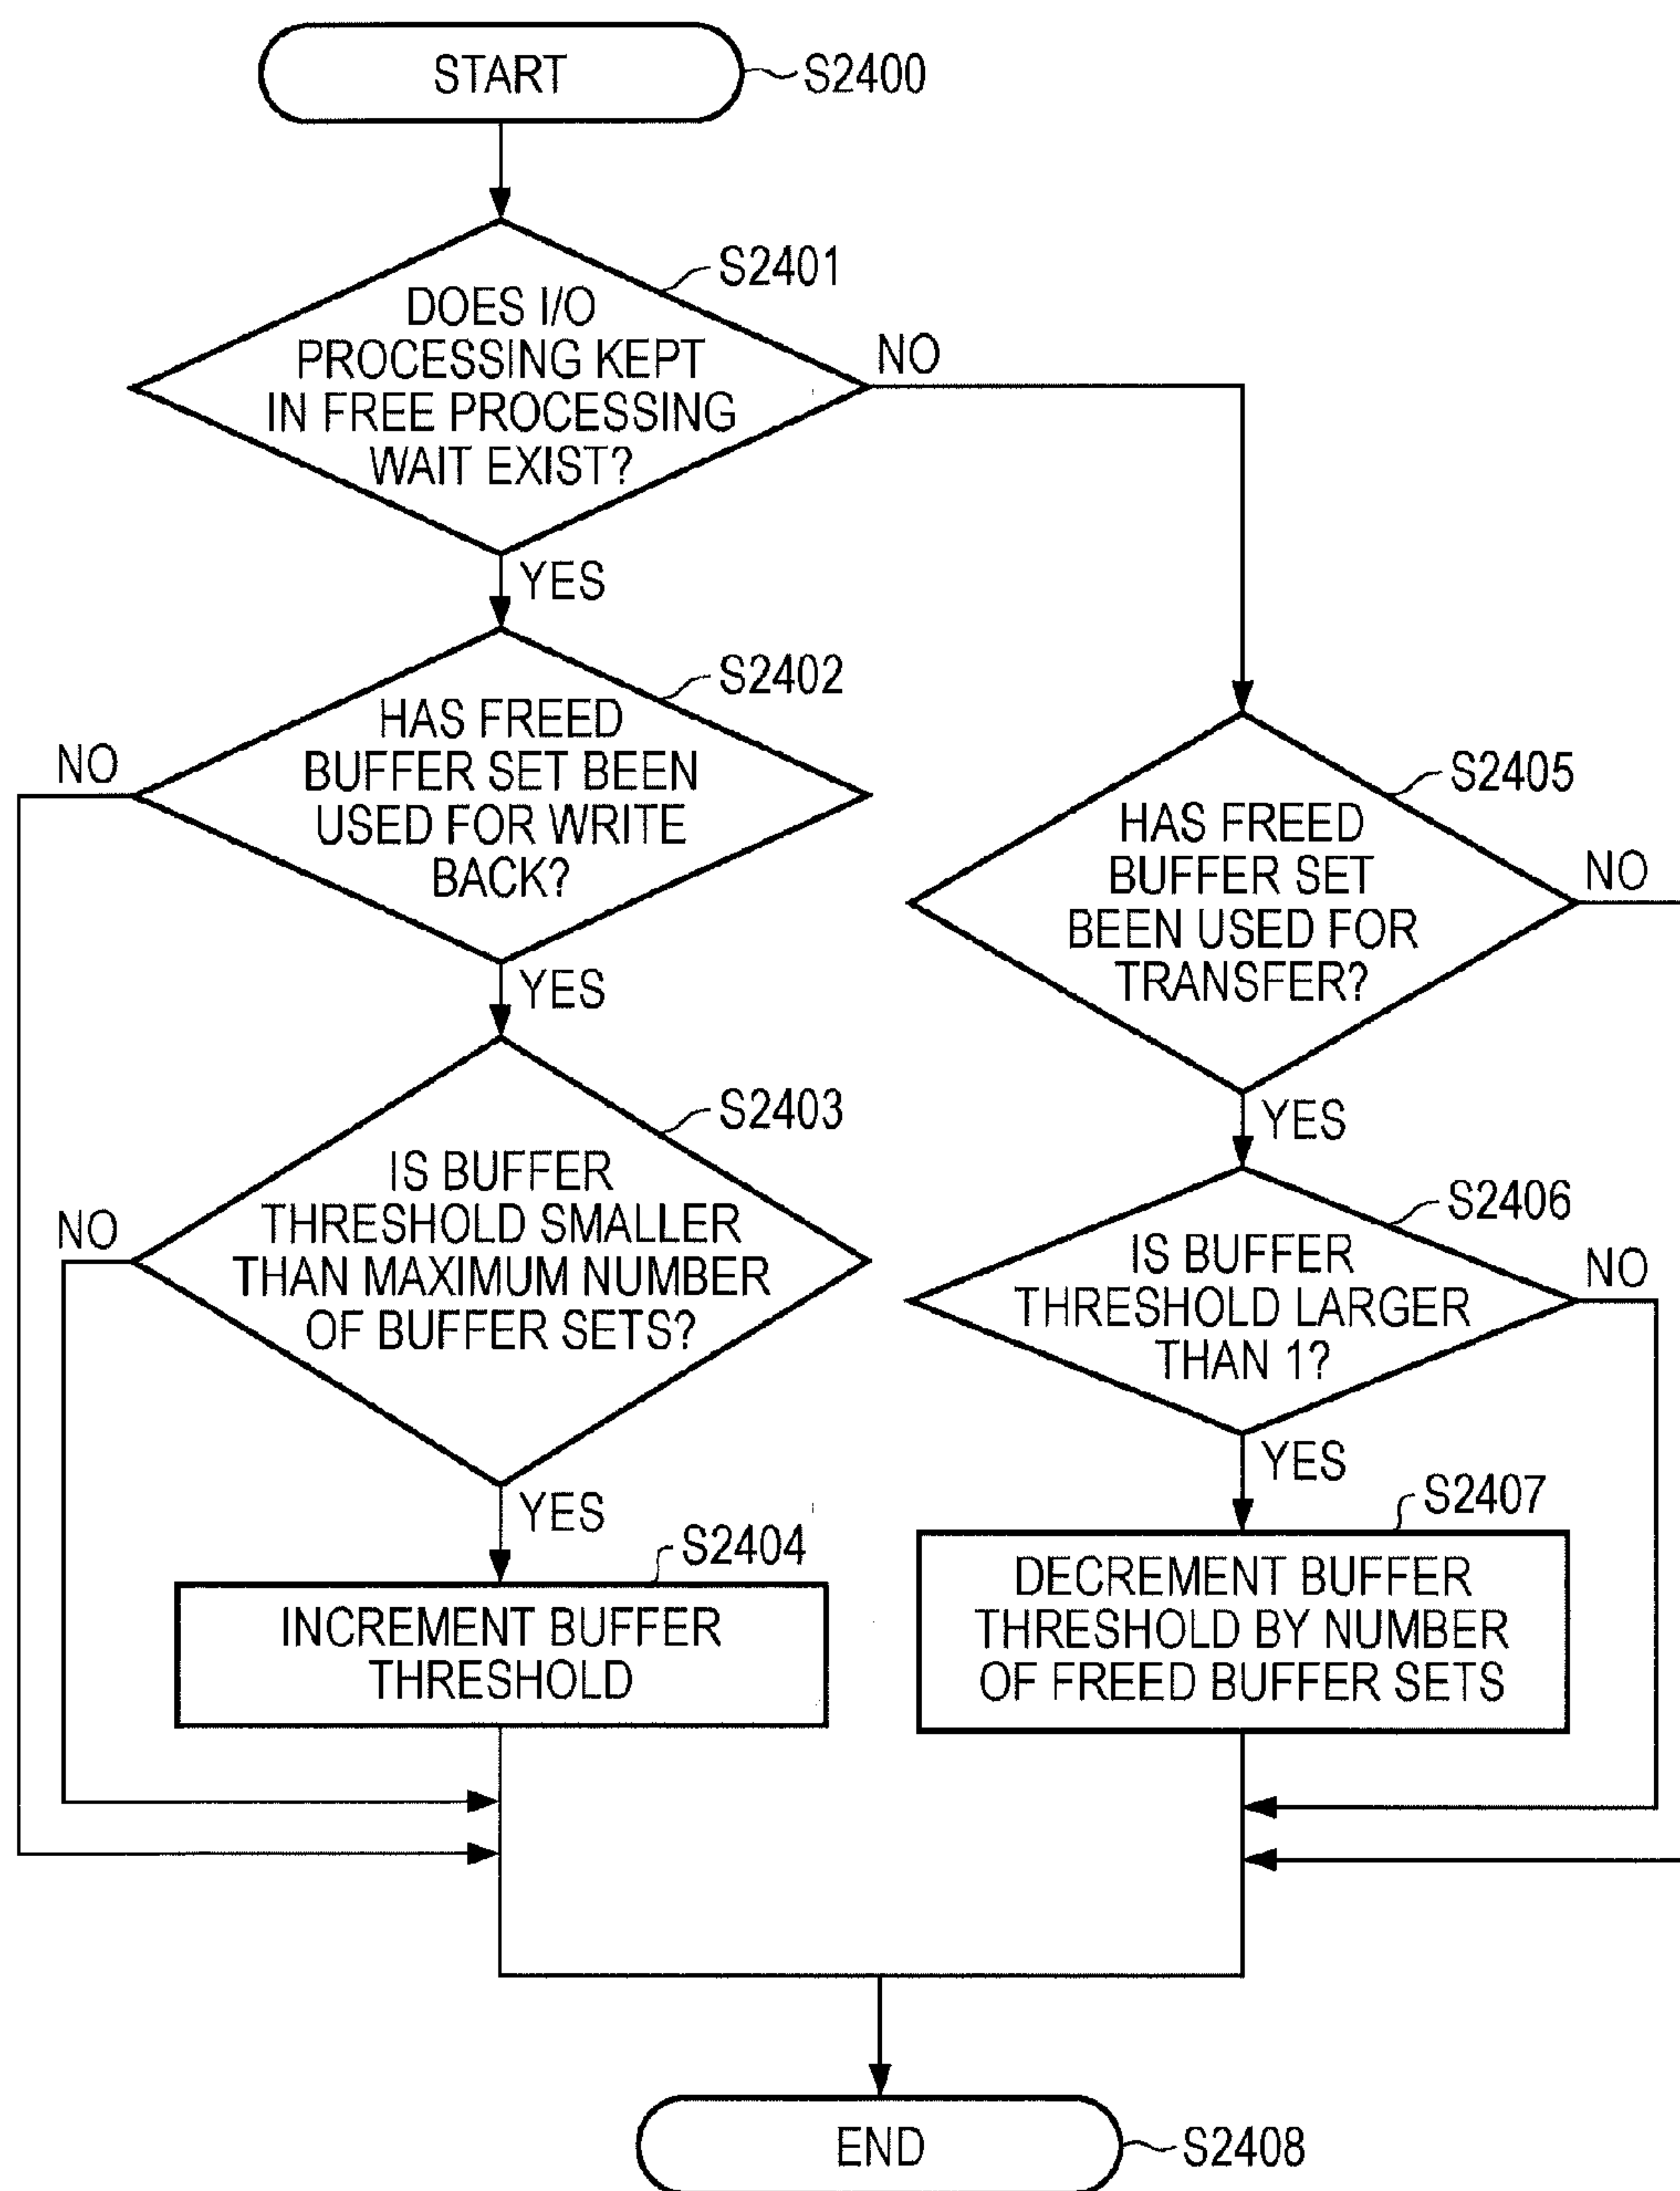 START
S2400
S2401
DOES I/O
PROCESSING KEPT
IN FREE PROCESSING
WAIT EXIST?
NO
YES
S2402
HAS FREED
BUFFER SET BEEN
USED FOR WRITE
BACK?
NO
YES
S2403
IS BUFFER
THRESHOLD SMALLER
THAN MAXIMUM NUMBER
OF BUFFER SETS?
NO
YES
S2404
INCREMENT BUFFER
THRESHOLD
S2405
HAS FREED
BUFFER SET
BEEN USED FOR
TRANSFER?
NO
YES
S2406
IS BUFFER
THRESHOLD LARGER
THAN 1?
NO
YES
S2407
DECREMENT BUFFER
THRESHOLD BY NUMBER
OF FREED BUFFER SETS
END
S2408